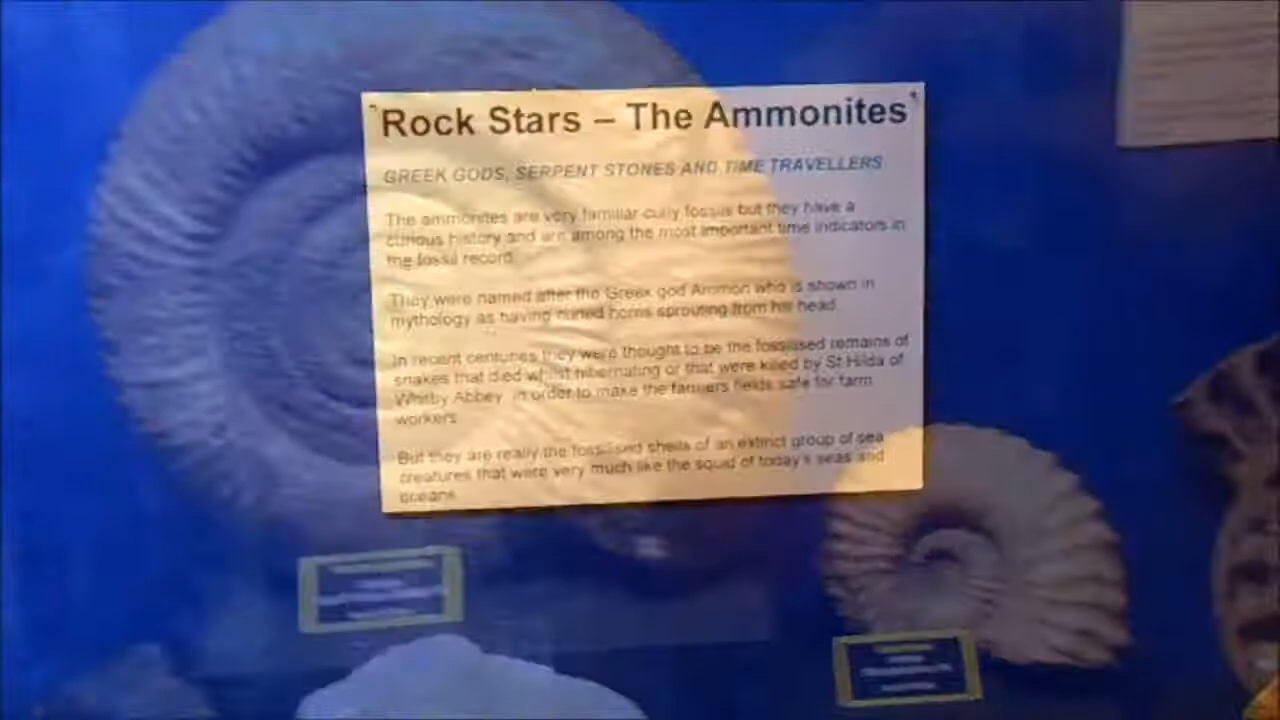 Rock Stars – The Ammonites
GREEK GODS, SERPENT STONES AND TIME TRAVELLERS
The ammonites are very familiar curly fossils but they have a
curious history and are among the most important time indicators in
the fossil record.
They were named after the Greek god Ammon who is shown in
mythology as having curled horns sprouting from his head.
In recent centuries they were thought to be the fossilised remains of
snakes that died whilst hibernating or that were killed by St Hilda of
Whitby Abbey in order to make the farmers fields safe for farm
workers.
But they are really the fossilised shells of an extinct group of sea
creatures that were very much like the squid of today's seas and
oceans.